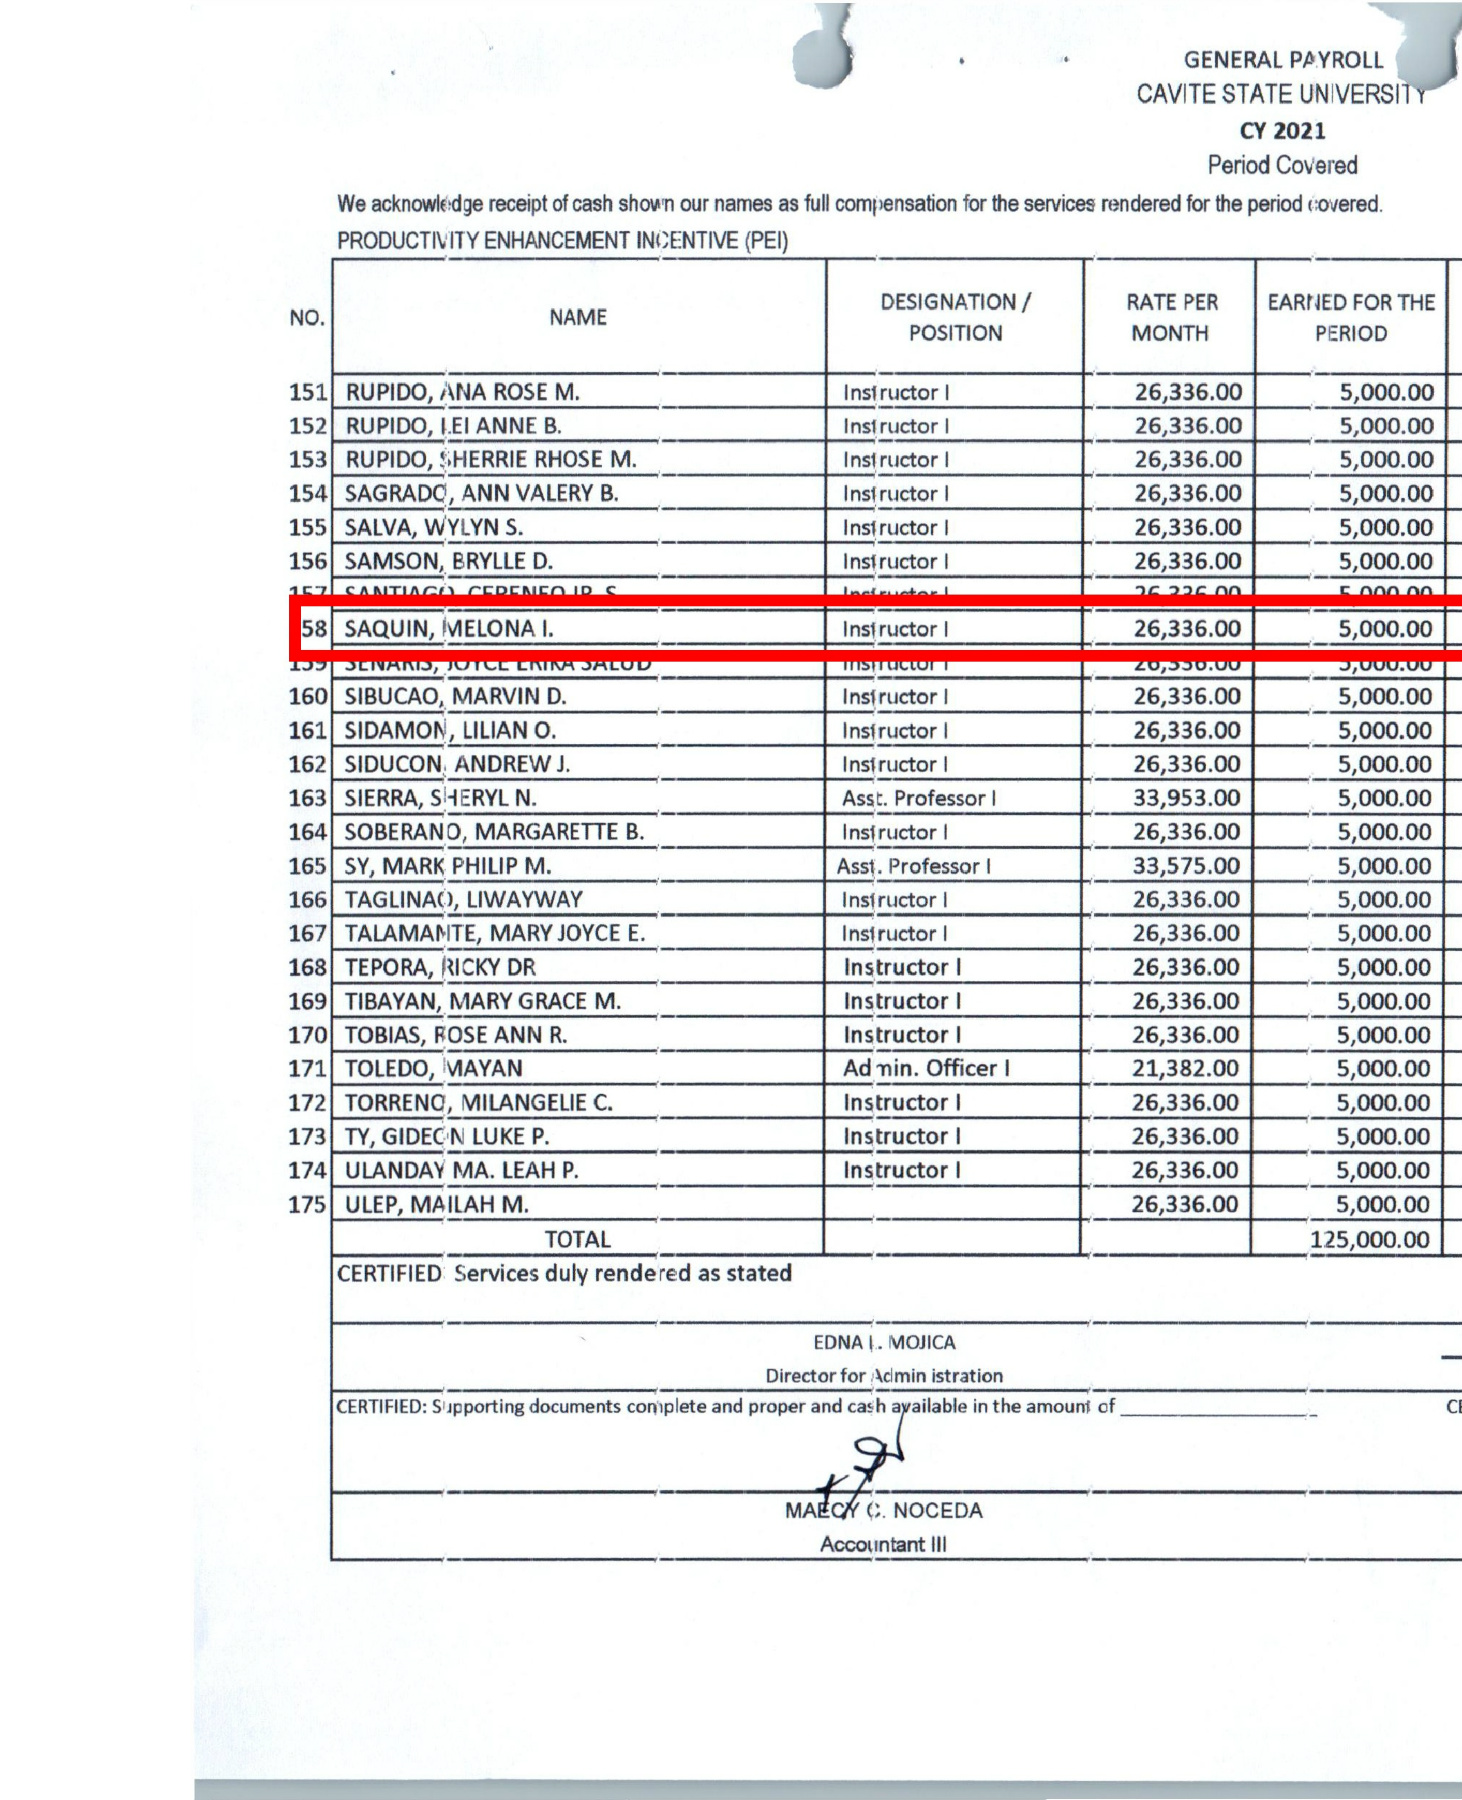 GENERAL PAYROLL
CAVITE STATE UNIVERSITY
CY 2021
Period Covered
We acknowledge receipt of cash shown our names as full compensation for the services rendered for the period covered.
PRODUCTIVITY ENHANCEMENT INCENTIVE (PEI)
NO. NAME DESIGNATION / POSITION RATE PER MONTH EARNED FOR THE PERIOD
151 RUPIDO, ANA ROSE M. Instructor I 26,336.00 5,000.00
152 RUPIDO, LEI ANNE B. Instructor I 26,336.00 5,000.00
153 RUPIDO, SHERRIE RHOSE M. Instructor I 26,336.00 5,000.00
154 SAGRADO, ANN VALERY B. Instructor I 26,336.00 5,000.00
155 SALVA, WYLYN S. Instructor I 26,336.00 5,000.00
156 SAMSON, BRYLLE D. Instructor I 26,336.00 5,000.00
157 SANTIAGO, CERENEO JR. S. Instructor I 26,336.00 5,000.00
58 SAQUIN, MELONA I. Instructor I 26,336.00 5,000.00
159 SENARIS, JOYCE ERIKA SALUD Instructor I 26,336.00 5,000.00
160 SIBUCAO, MARVIN D. Instructor I 26,336.00 5,000.00
161 SIDAMON, LILIAN O. Instructor I 26,336.00 5,000.00
162 SIDUCON, ANDREW J. Instructor I 26,336.00 5,000.00
163 SIERRA, SHERYL N. Asst. Professor I 33,953.00 5,000.00
164 SOBERANO, MARGARETTE B. Instructor I 26,336.00 5,000.00
165 SY, MARK PHILIP M. Asst. Professor I 33,575.00 5,000.00
166 TAGLINAO, LIWAYWAY Instructor I 26,336.00 5,000.00
167 TALAMANTE, MARY JOYCE E. Instructor I 26,336.00 5,000.00
168 TEPORA, RICKY DR Instructor I 26,336.00 5,000.00
169 TIBAYAN, MARY GRACE M. Instructor I 26,336.00 5,000.00
170 TOBIAS, ROSE ANN R. Instructor I 26,336.00 5,000.00
171 TOLEDO, MAYAN Admin. Officer I 21,382.00 5,000.00
172 TORRENO, MILANGELIE C. Instructor I 26,336.00 5,000.00
173 TY, GIDEON LUKE P. Instructor I 26,336.00 5,000.00
174 ULANDAY MA. LEAH P. Instructor I 26,336.00 5,000.00
175 ULEP, MAILAH M. 26,336.00 5,000.00
TOTAL 125,000.00
CERTIFIED: Services duly rendered as stated
EDNA L. MOJICA
Director for Admin istration
CERTIFIED: Supporting documents complete and proper and cash available in the amount of ____________________ CE
MAECY C. NOCEDA
Accountant III